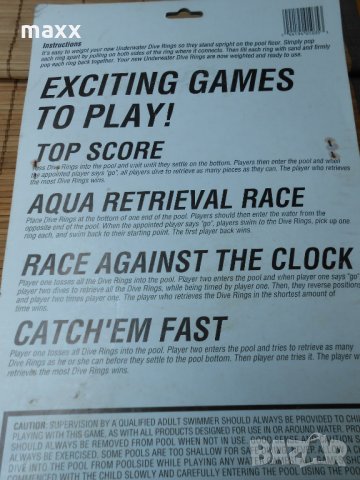 maxx
Instructions
It's easy to weight your new Underwater Dive Rings so they stand upright on the pool floor. Simply pop
each ring apart by pulling on both sides of the ring where it connects. Then fill each ring with sand and firmly
pop each ring back together. Your new Underwater Dive Rings are now weighted and ready to use
EXCITING GAMES
TO PLAY!
TOP SCORE
Dive Rings into the pool and wait until they settle on the bottom. Players then enter the pool and when
the appointed player says "go", all players dive to retrieve as many pieces as they can. The player who retrieves
the most Dive Rings wins.
AQUA RETRIEVAL RACE
Place Dive Rings at the bottom of one end of the pool. Players should then enter the water from the
opposite end of the pool. When the appointed player says "go", players swim to the Dive Rings, pick up one
ring each, and swim back to their starting point. The first player back wins.
RACE AGAINST THE CLOCK
Player one tosses all the Dive Rings into the pool. Player two enters the pool and when player one says "go"
player two dives to retrieve all the Dive Rings, while being timed by player one. Then, they reverse positions
and player two times player one. The player who retrieves the Dive Rings in the shortest amount of
time wins.
CATCH'EM FAST
Player one tosses all Dive Rings into the pool. Player two enters the pool and tries to retrieve as many
Dive Rings as he or she can before they settle to the pool bottom. Then player one tries it. The player w
the most Dive Rings wins.
CAUTION: SUPERVISION BY A QUALIFIED ADULT SWIMMER SHOULD ALWAYS BE PROVIDED TO CHIL
PLAYING WITH THIS GAME, AS WITH ALL PRODUCTS DESIGNED FOR USE IN OR AROUND WATER. PRODU
SHOULD ALWAYS BE REMOVED FROM POOL WHEN NOT IN USE.
ALWAYS BE EXERCISED. SOME POOLS ARE TOO SHALLOW FOR SA
DIVE INTO THE POOL FROM POOLSIDE WHILE PLAYING ANY WAT
COMMENCED WITH THE CHILD SLOWLY AND CAREFULLY ENTERING THE POOL USING THE POOL
BAZAR